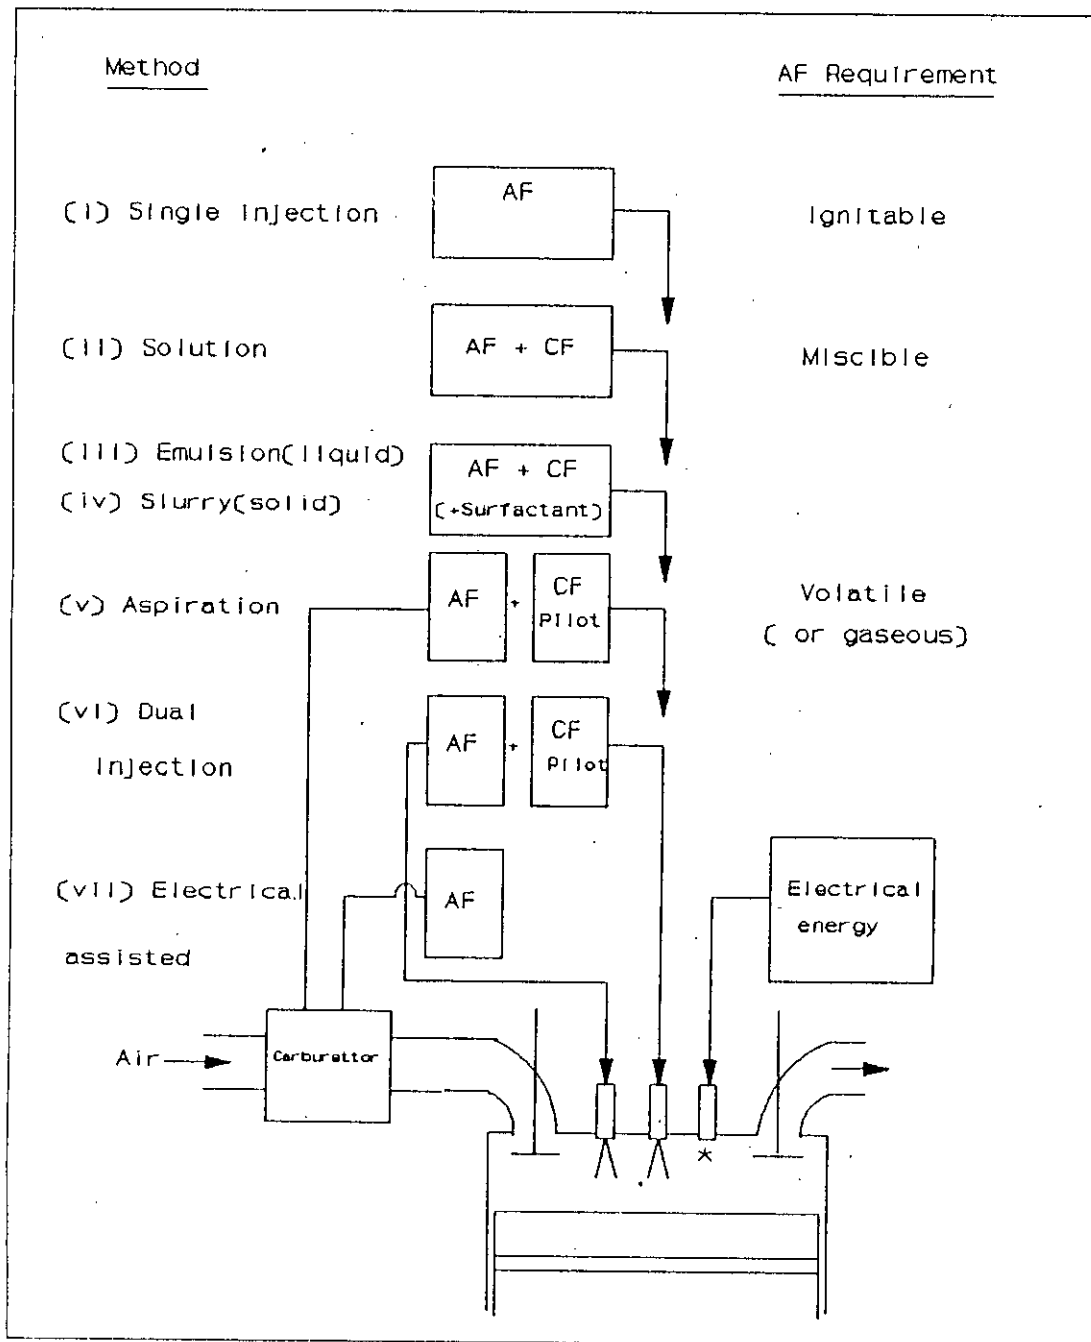 Method
AF Requirement
(i) Single Injection
AF
Ignitable
(ii) Solution
AF + CF
Miscible
(iii) Emulsion(liquid)
(iv) Slurry(solid)
AF + CF
(+Surfactant)
(v) Aspiration
AF
+
CF
Pilot
Volatile
( or gaseous)
(vi) Dual
Injection
AF
+
CF
Pilot
(vii) Electrical
assisted
AF
Electrical
energy
Air
Carburettor
*